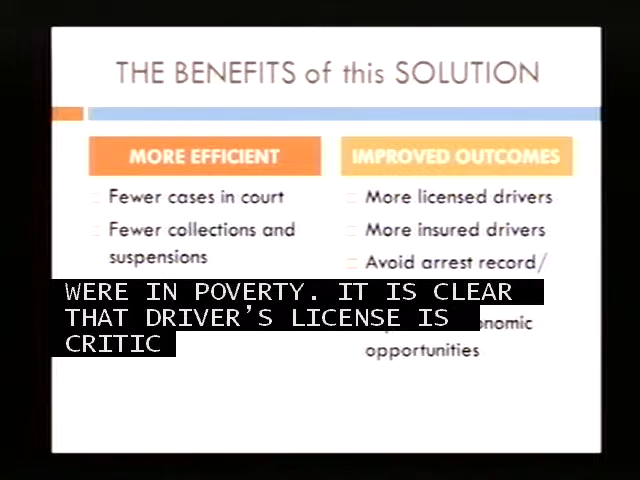 THE BENEFITS of this SOLUTION
MORE EFFICIENT
Fewer cases in court
Fewer collections and
suspensions
IMPROVED OUTCOMES
More licensed drivers
More insured drivers
Avoid arrest record/
opportunities
WERE IN POVERTY. IT IS CLEAR
THAT DRIVER'S LICENSE IS
CRITIC